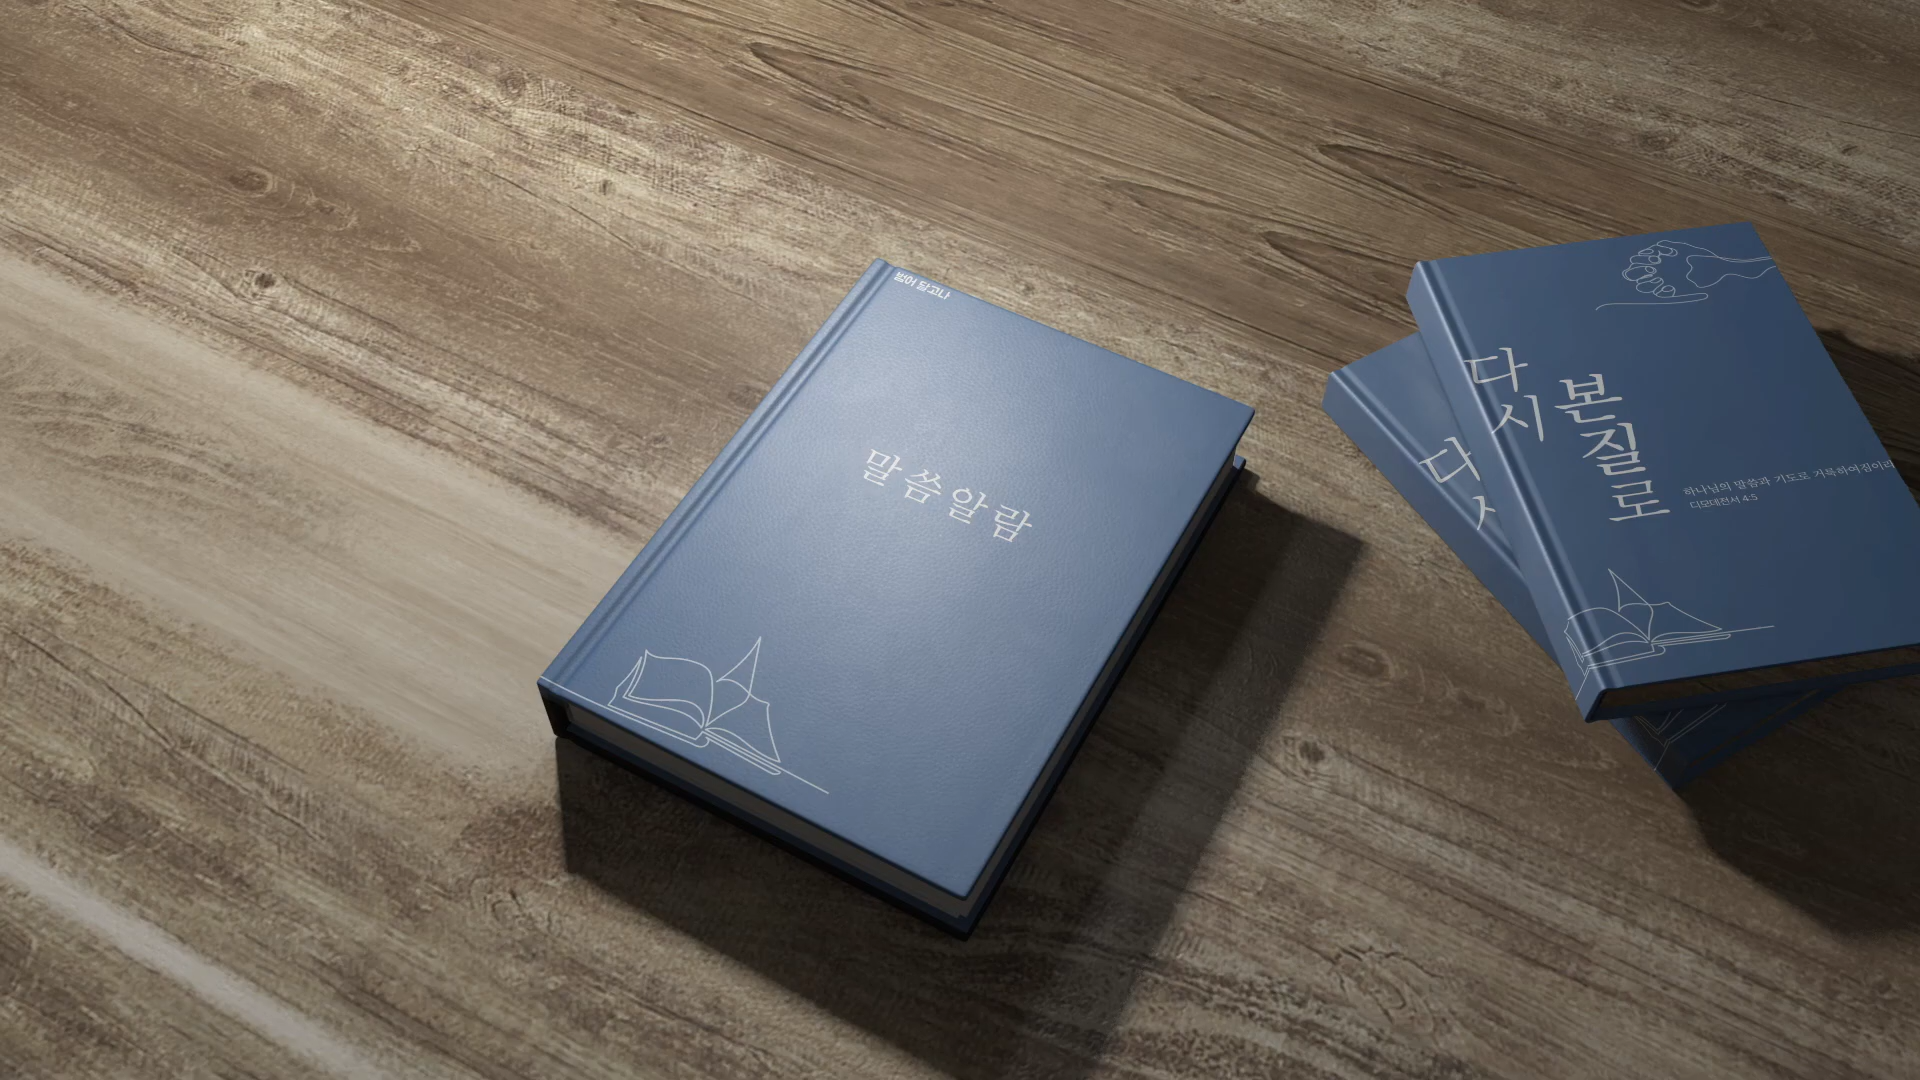 말씀알람
다시
본질로
하나님의 말씀과 기도로 거룩하여짐이라
디모데전서 4:5
다